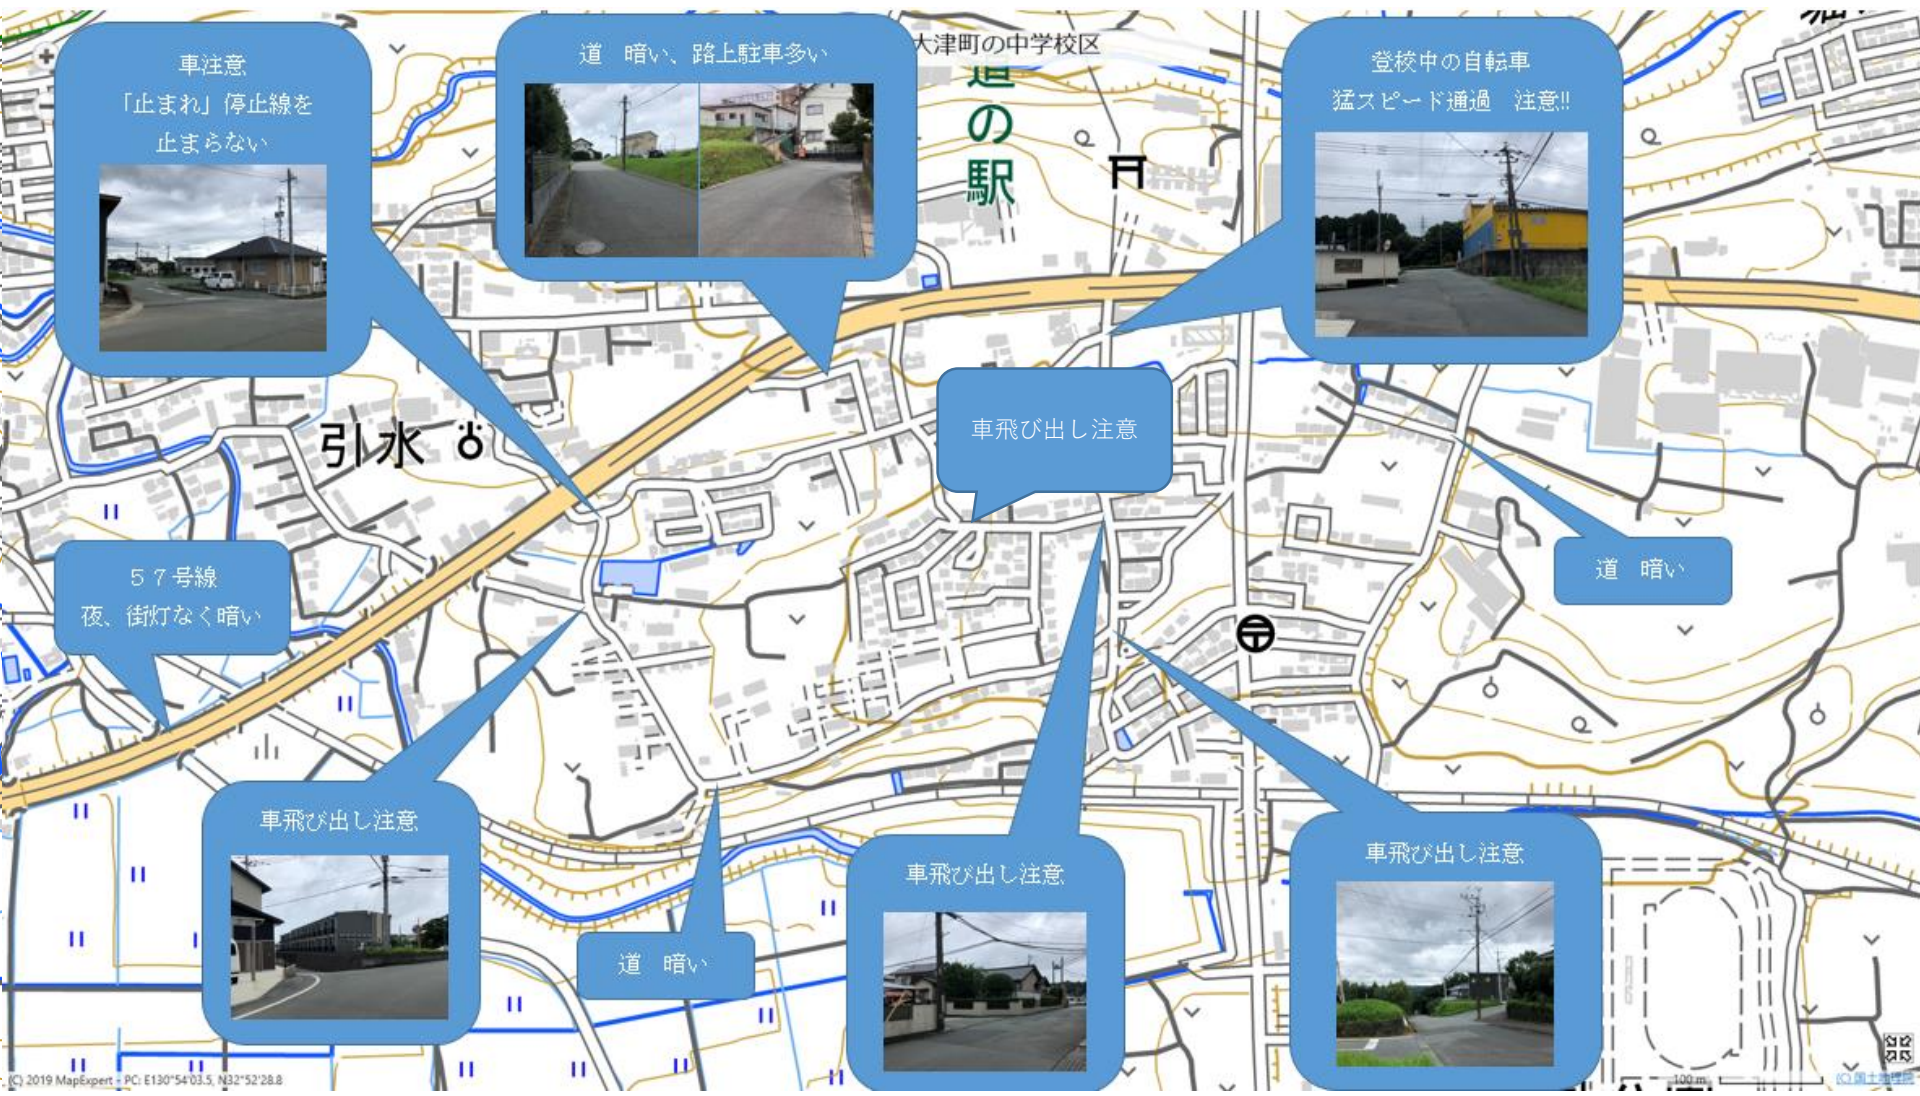 車注意
「止まれ」停止線を
止まらない
道 暗い、路上駐車多い
大津町の中学校区
道の駅
登校中の自転車
猛スピード通過 注意!!
引水
車飛び出し注意
57号線
夜、街灯なく暗い
道 暗い
車飛び出し注意
道 暗い
車飛び出し注意
車飛び出し注意
(C) 2019 MapExpert - PC: E130°54'03.5, N32°52'28.8
100 m
(C) 国土地理院